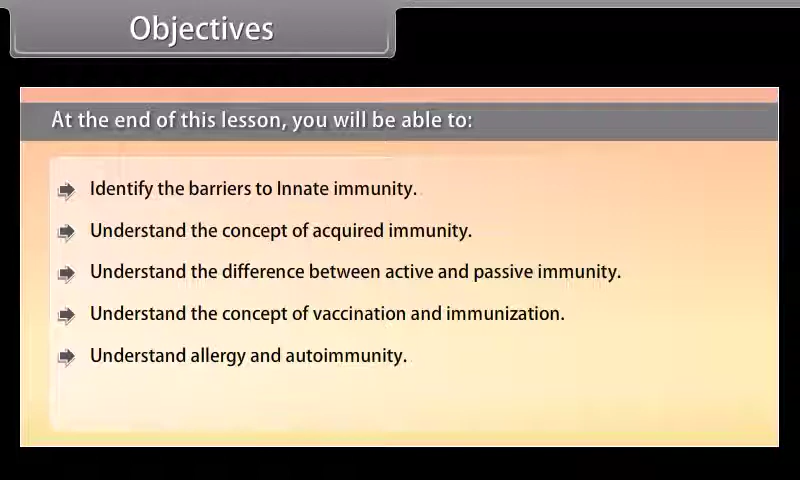 Objectives
At the end of this lesson, you will be able to:
Identify the barriers to Innate immunity.
Understand the concept of acquired immunity.
Understand the difference between active and passive immunity.
Understand the concept of vaccination and immunization.
Understand allergy and autoimmunity.